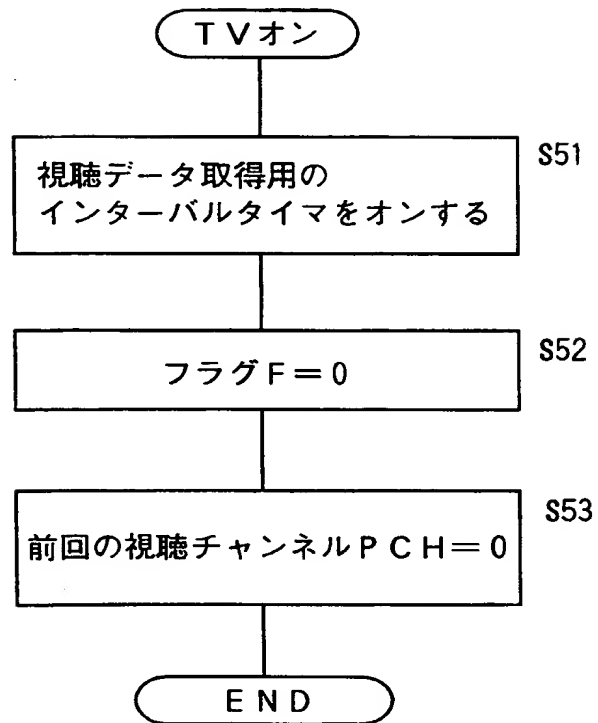 TVオン
視聴データ取得用の
インターバルタイマをオンする
S51
フラグF=0
S52
前回の視聴チャンネルPCH=0
S53
END